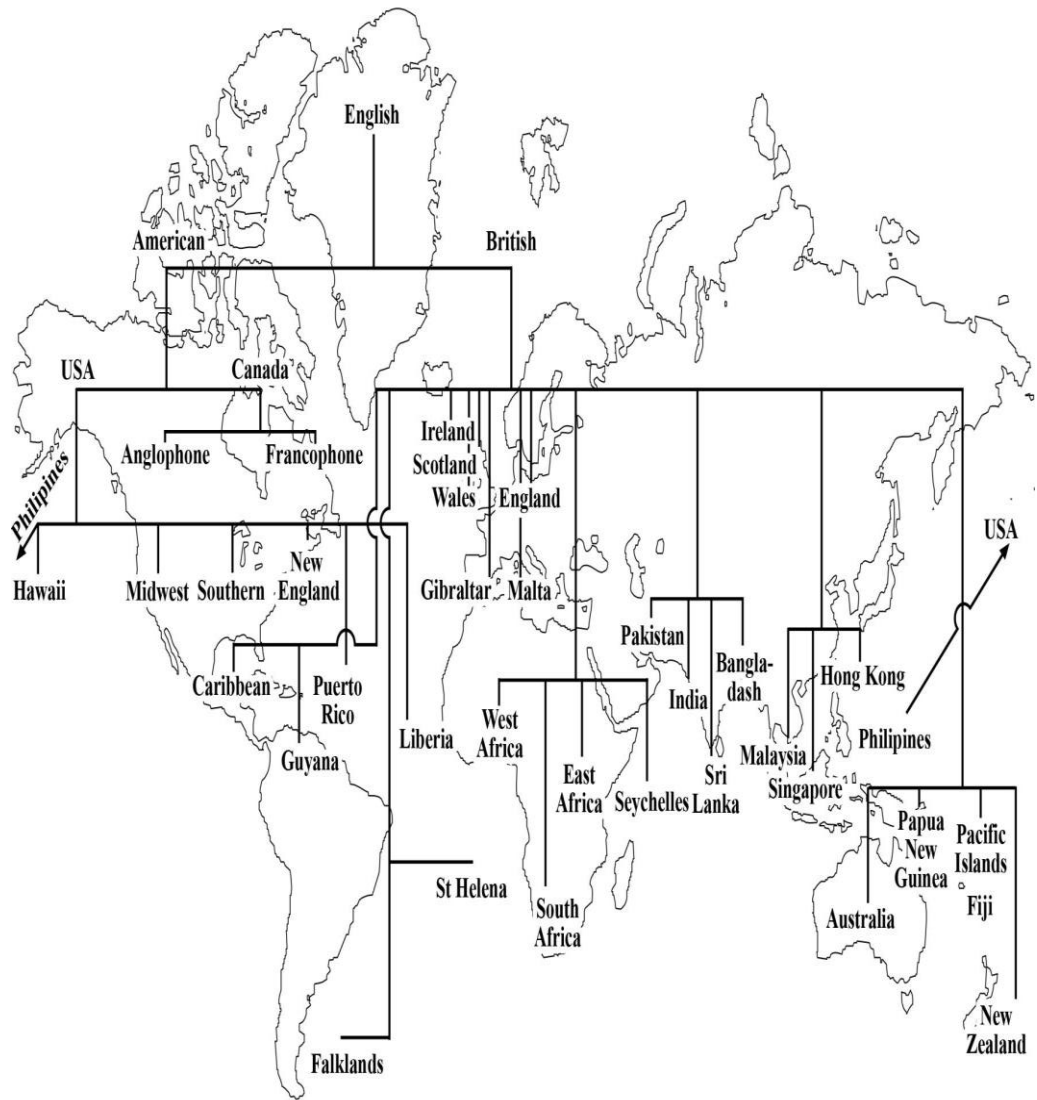 English
American
British
USA
Canada
Ireland
Anglophone
Francophone
Scotland
Wales
England
Philipines
USA
Hawaii
Midwest
Southern
New
England
Gibraltar
Malta
Pakistan
Bangla-
dash
Hong Kong
Caribbean
Puerto
Rico
India
West
Africa
Liberia
Philipines
Guyana
East
Africa
Seychelles
Sri
Lanka
Malaysia
Singapore
Papua
New
Guinea
Pacific
Islands
St Helena
Fiji
South
Africa
Australia
New
Zealand
Falklands